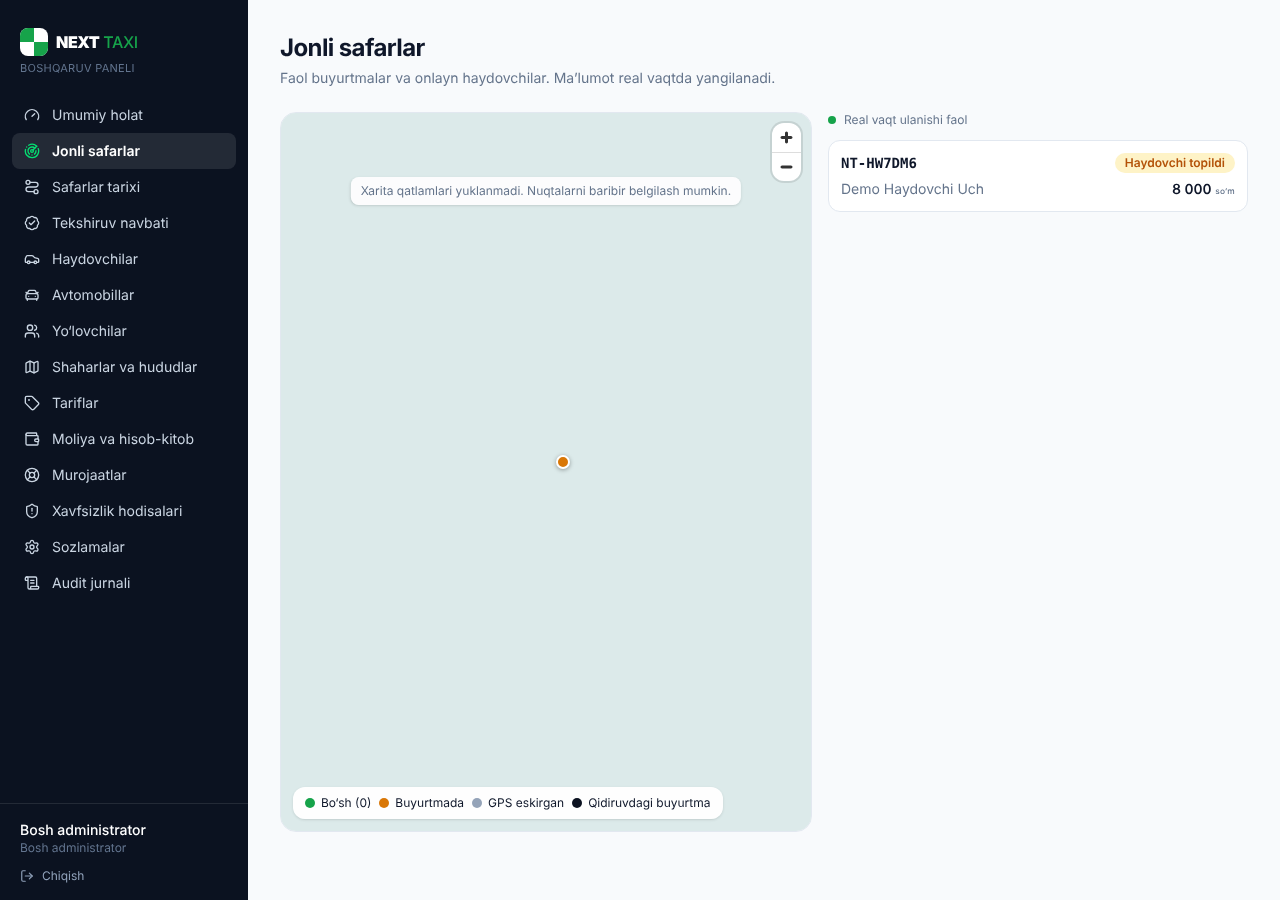 NEXT TAXI
BOSHQARUV PANELI
Umumiy holat
Jonli safarlar
Safarlar tarixi
Tekshiruv navbati
Haydovchilar
Avtomobillar
Yo‘lovchilar
Shaharlar va hududlar
Tariflar
Moliya va hisob-kitob
Murojaatlar
Xavfsizlik hodisalari
Sozlamalar
Audit jurnali
Bosh administrator
Bosh administrator
Chiqish
Jonli safarlar
Faol buyurtmalar va onlayn haydovchilar. Ma’lumot real vaqtda yangilanadi.
Xarita qatlamlari yuklanmadi. Nuqtalarni baribir belgilash mumkin.
Bo‘sh (0) Buyurtmada GPS eskirgan Qidiruvdagi buyurtma
Real vaqt ulanishi faol
NT-HW7DM6 Haydovchi topildi
Demo Haydovchi Uch 8 000 so‘m